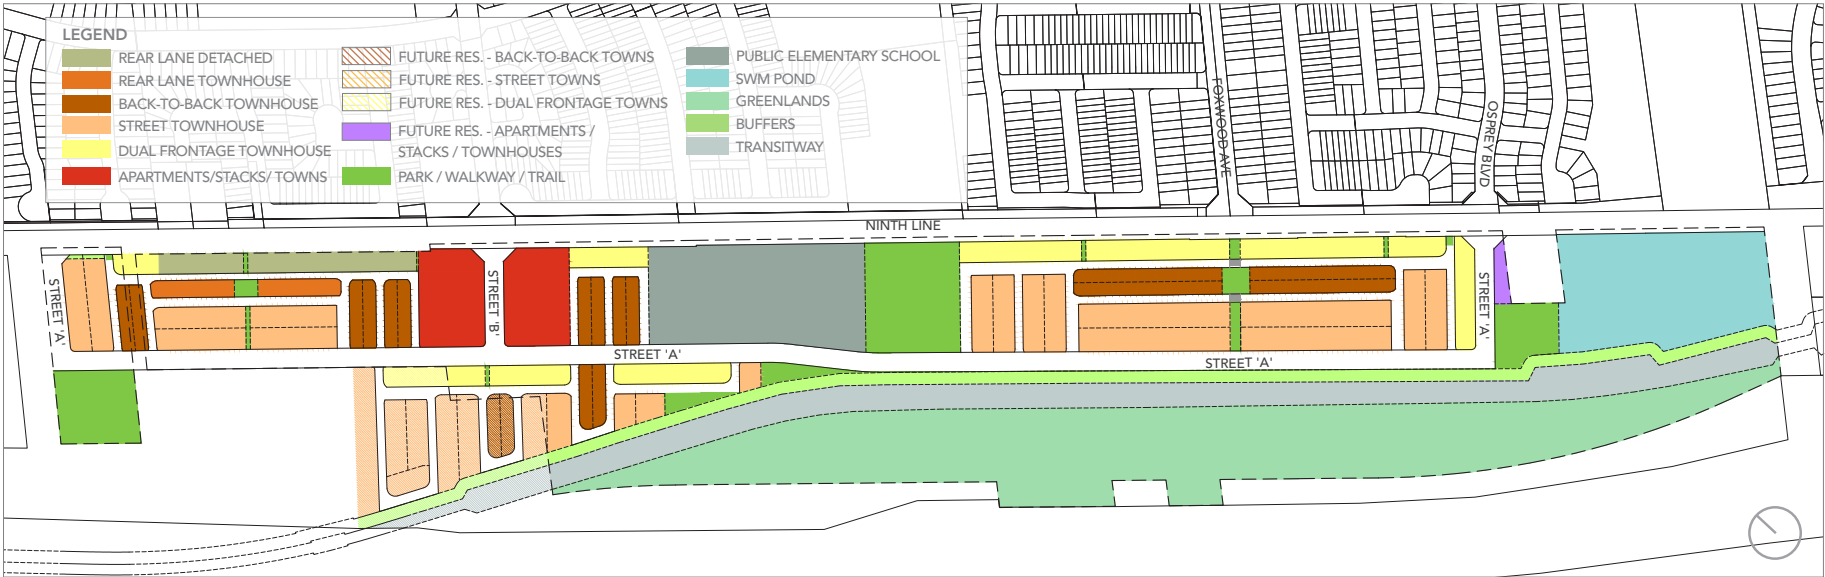 LEGEND
REAR LANE DETACHED
REAR LANE TOWNHOUSE
BACK-TO-BACK TOWNHOUSE
STREET TOWNHOUSE
DUAL FRONTAGE TOWNHOUSE
APARTMENTS/STACKS/ TOWNS
FUTURE RES. - BACK-TO-BACK TOWNS
FUTURE RES. - STREET TOWNS
FUTURE RES. - DUAL FRONTAGE TOWNS
FUTURE RES. - APARTMENTS /
STACKS / TOWNHOUSES
PARK / WALKWAY / TRAIL
PUBLIC ELEMENTARY SCHOOL
SWM POND
GREENLANDS
BUFFERS
TRANSITWAY
FOXWOOD AVE
OSPREY BLVD
NINTH LINE
STREET 'A'
STREET 'B'
STREET 'A'
STREET 'A'
STREET 'A'